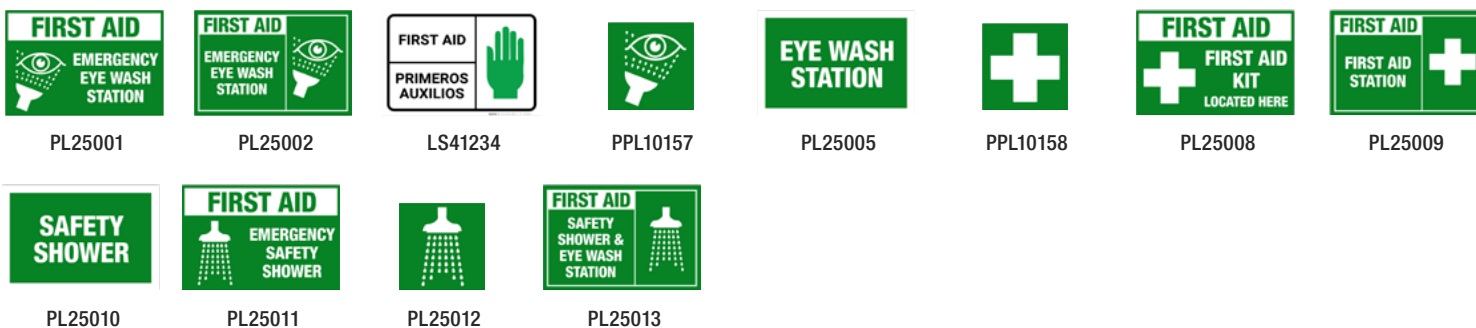 FIRST AID
EMERGENCY
EYE WASH
STATION
PL25001
FIRST AID
EMERGENCY
EYE WASH
STATION
PL25002
FIRST AID
PRIMEROS
AUXILIOS
LS41234
PPL10157
EYE WASH
STATION
PL25005
PPL10158
FIRST AID
FIRST AID
KIT
LOCATED HERE
PL25008
FIRST AID
FIRST AID
STATION
PL25009
SAFETY
SHOWER
PL25010
FIRST AID
EMERGENCY
SAFETY
SHOWER
PL25011
PL25012
FIRST AID
SAFETY
SHOWER &
EYE WASH
STATION
PL25013